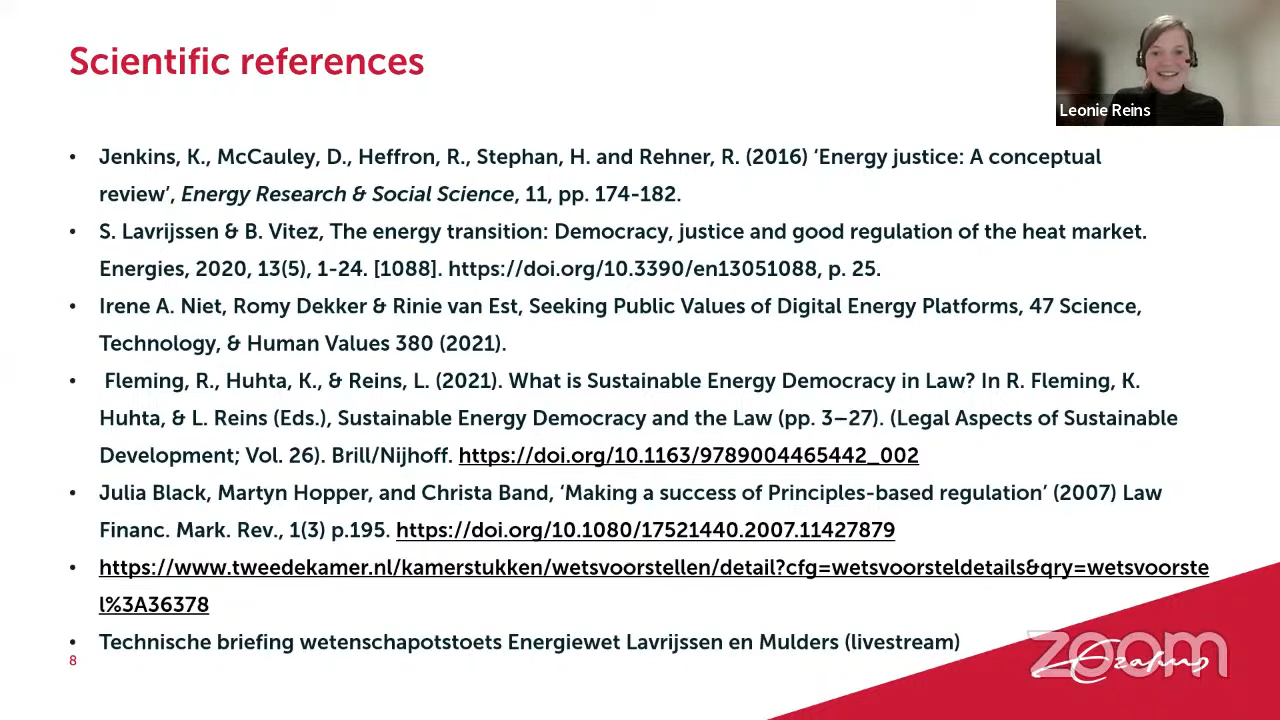 Scientific references
Leonie Reins
• Jenkins, K., McCauley, D., Heffron, R., Stephan, H. and Rehner, R. (2016) ‘Energy justice: A conceptual
review’, Energy Research & Social Science, 11, pp. 174-182.
• S. Lavrijssen & B. Vitez, The energy transition: Democracy, justice and good regulation of the heat market.
Energies, 2020, 13(5), 1-24. [1088]. https://doi.org/10.3390/en13051088, p. 25.
• Irene A. Niet, Romy Dekker & Rinie van Est, Seeking Public Values of Digital Energy Platforms, 47 Science,
Technology, & Human Values 380 (2021).
• Fleming, R., Huhta, K., & Reins, L. (2021). What is Sustainable Energy Democracy in Law? In R. Fleming, K.
Huhta, & L. Reins (Eds.), Sustainable Energy Democracy and the Law (pp. 3–27). (Legal Aspects of Sustainable
Development; Vol. 26). Brill/Nijhoff. https://doi.org/10.1163/9789004465442_002
• Julia Black, Martyn Hopper, and Christa Band, ‘Making a success of Principles-based regulation’ (2007) Law
Financ. Mark. Rev., 1(3) p.195. https://doi.org/10.1080/17521440.2007.11427879
• https://www.tweedekamer.nl/kamerstukken/wetsvoorstellen/detail?cfg=wetsvoorsteldetails&qry=wetsvoorste
l%3A36378
• Technische briefing wetenschapotstoets Energiewet Lavrijssen en Mulders (livestream)
8
zoom
Erasmus